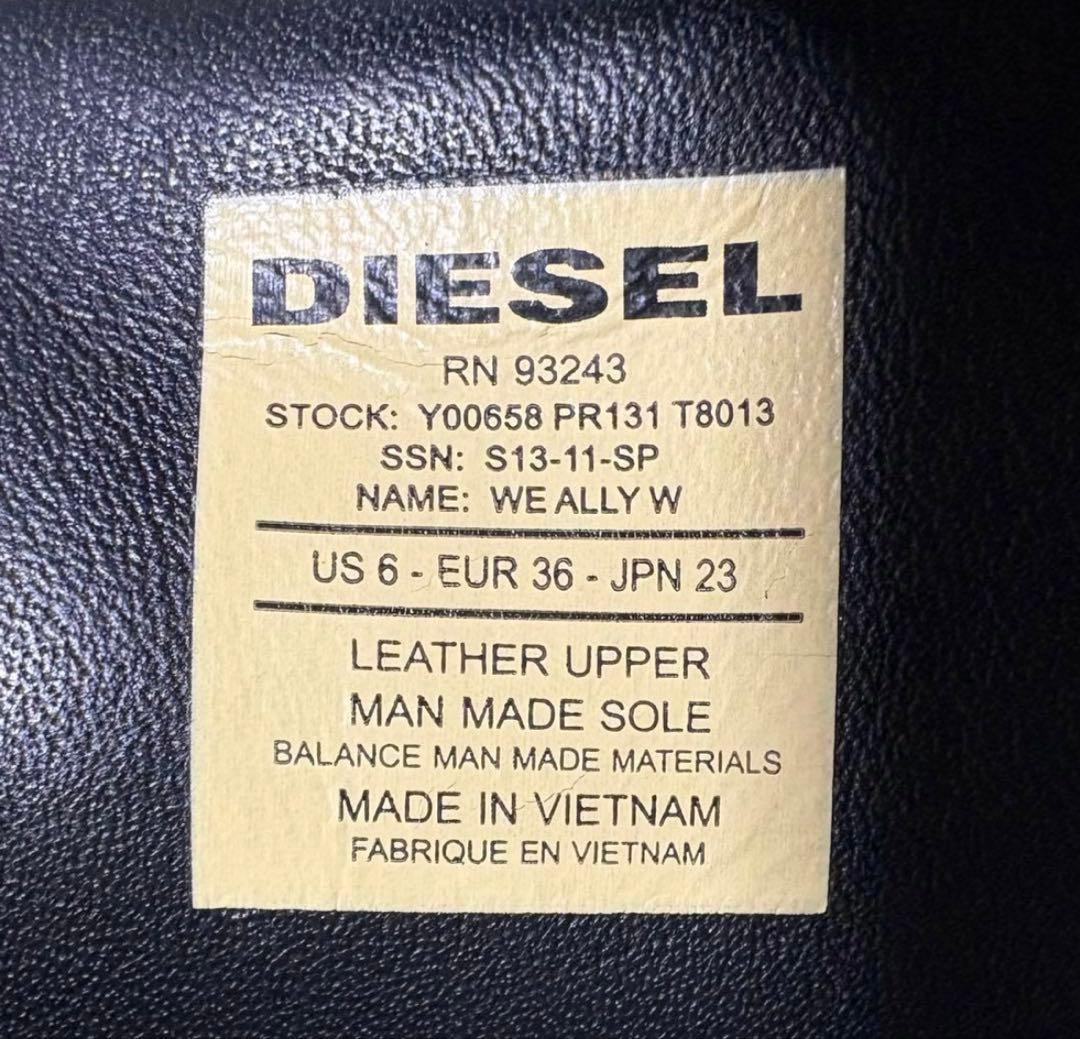 DIESEL
RN 93243
STOCK: Y00658 PR131 T8013
SSN: S13-11-SP
NAME: WE ALLY W
US 6 - EUR 36 - JPN 23
LEATHER UPPER
MAN MADE SOLE
BALANCE MAN MADE MATERIALS
MADE IN VIETNAM
FABRIQUE EN VIETNAM